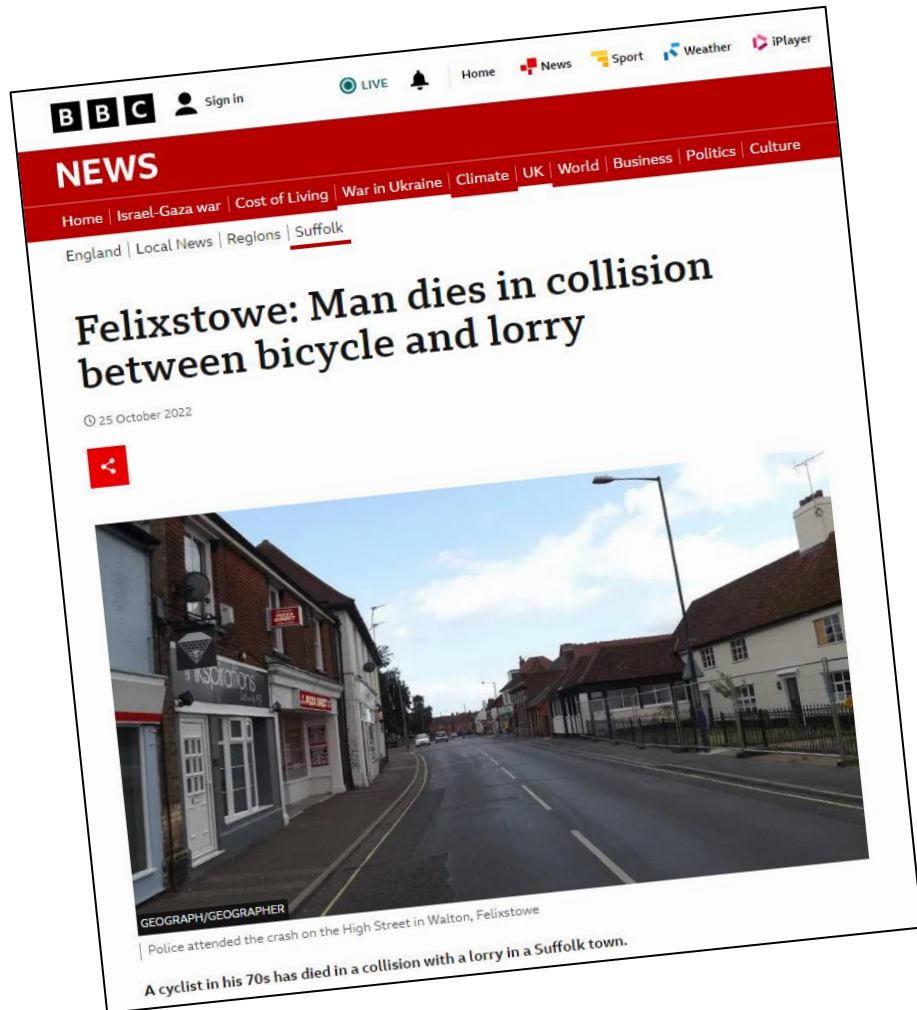 BBC Sign in LIVE Home News Sport Weather iPlayer
NEWS
Home Israel-Gaza war Cost of Living War in Ukraine Climate UK World Business Politics Culture
England Local News Regions Suffolk
Felixstowe: Man dies in collision
between bicycle and lorry
25 October 2022
inkspirations
PIZZA DIRECT
GEOGRAPH/GEOGRAPHER
Police attended the crash on the High Street in Walton, Felixstowe
A cyclist in his 70s has died in a collision with a lorry in a Suffolk town.